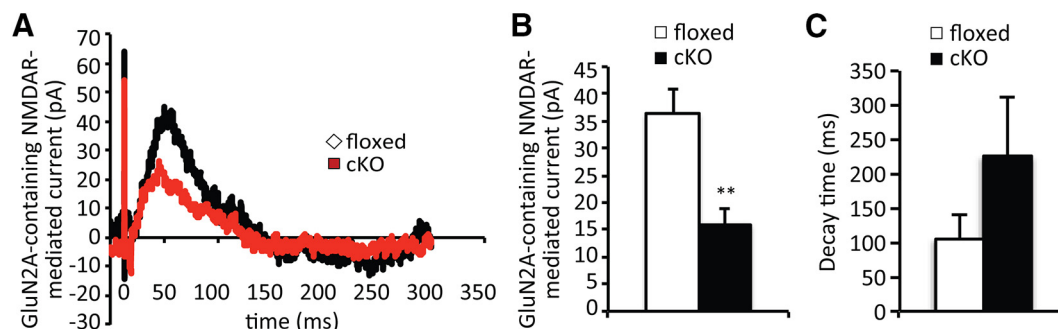 A
GluN2A-containing NMDAR-
mediated current (pA)
70
60
50
40
30
20
10
0
-10
-20
-30
0 50 100 150 200 250 300 350
time (ms)
floxed
cKO
B
floxed
cKO
GluN2A-containing NMDAR-
mediated current (pA)
45
40
35
30
25
20
15
10
5
0
**
C
floxed
cKO
Decay time (ms)
350
300
250
200
150
100
50
0